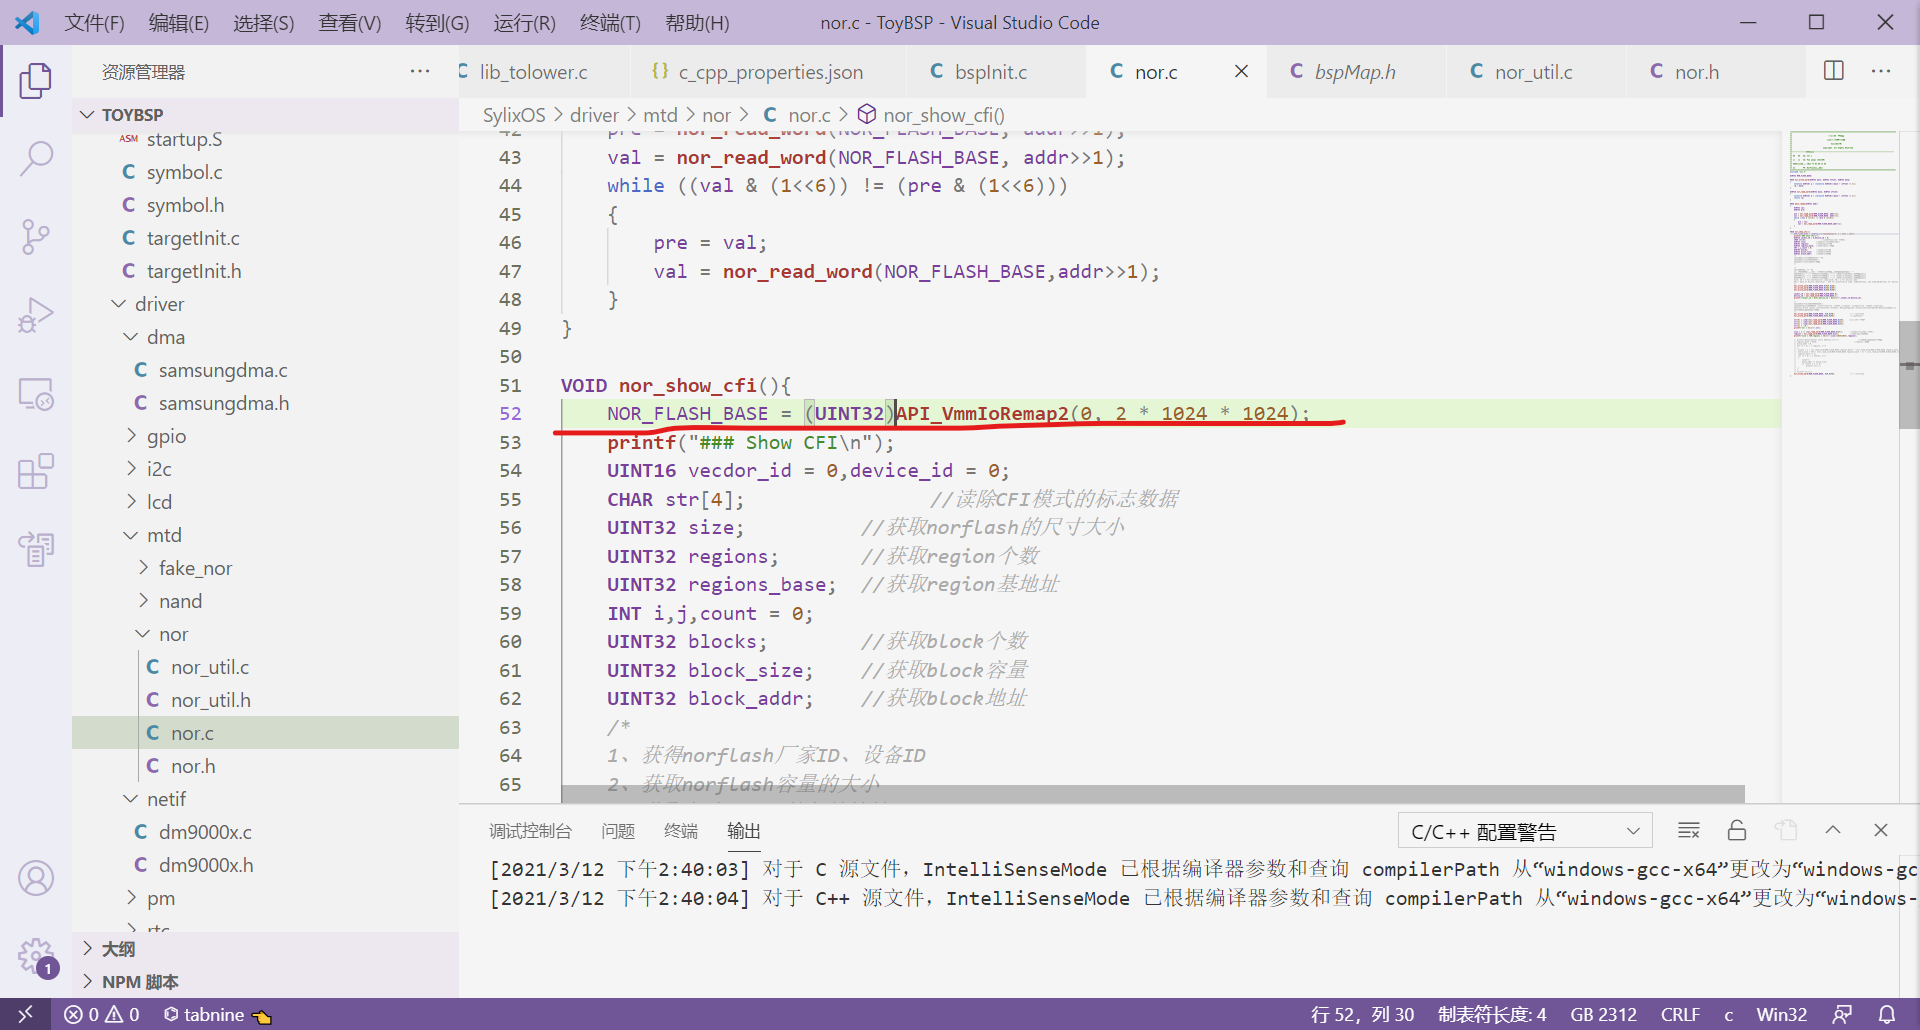 文件(F) 编辑(E) 选择(S) 查看(V) 转到(G) 运行(R) 终端(T) 帮助(H) nor.c - ToyBSP - Visual Studio Code
资源管理器
lib_tolower.c {} c_cpp_properties.json C bspInit.c C nor.c C bspMap.h C nor_util.c C nor.h
TOYBSP
ASM startup.S
C symbol.c
C symbol.h
C targetInit.c
C targetInit.h
driver
dma
C samsungdma.c
C samsungdma.h
gpio
i2c
lcd
mtd
fake_nor
nand
nor
C nor_util.c
C nor_util.h
C nor.c
C nor.h
netif
C dm9000x.c
C dm9000x.h
pm
rtc
大纲
NPM 脚本
SylixOS > driver > mtd > nor > C nor.c > nor_show_cfi()
42 pre = nor_read_word(NOR_FLASH_BASE, addr>>1);
43 val = nor_read_word(NOR_FLASH_BASE, addr>>1);
44 while ((val & (1<<6)) != (pre & (1<<6)))
45 {
46 pre = val;
47 val = nor_read_word(NOR_FLASH_BASE,addr>>1);
48 }
49 }
50
51 VOID nor_show_cfi(){
52 NOR_FLASH_BASE = (UINT32)API_VmmIoRemap2(0, 2 * 1024 * 1024);
53 printf("### Show CFI\n");
54 UINT16 vecdor_id = 0,device_id = 0;
55 CHAR str[4]; //读除CFI模式的标志数据
56 UINT32 size; //获取norflash的尺寸大小
57 UINT32 regions; //获取region个数
58 UINT32 regions_base; //获取region基地址
59 INT i,j,count = 0;
60 UINT32 blocks; //获取block个数
61 UINT32 block_size; //获取block容量
62 UINT32 block_addr; //获取block地址
63 /*
64 1、获得norflash厂家ID、设备ID
65 2、获取norflash容量的大小
调试控制台 问题 终端 输出 C/C++ 配置警告
[2021/3/12 下午2:40:03] 对于 C 源文件，IntelliSenseMode 已根据编译器参数和查询 compilerPath 从“windows-gcc-x64”更改为“windows-gc
[2021/3/12 下午2:40:04] 对于 C++ 源文件，IntelliSenseMode 已根据编译器参数和查询 compilerPath 从“windows-gcc-x64”更改为“windows-
1
0 0 tabnine 行 52，列 30 制表符长度: 4 GB 2312 CRLF c Win32